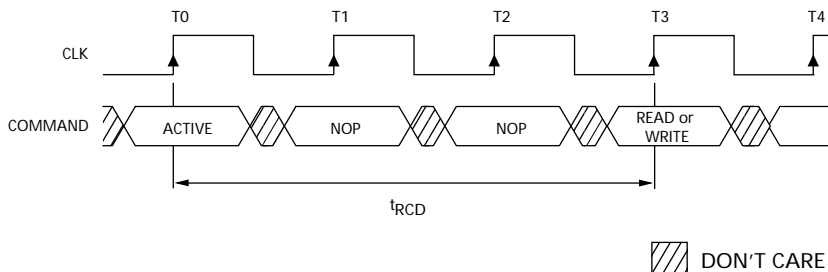 T0 T1 T2 T3 T4
CLK
COMMAND ACTIVE NOP NOP READ or
WRITE
tRCD
DON'T CARE